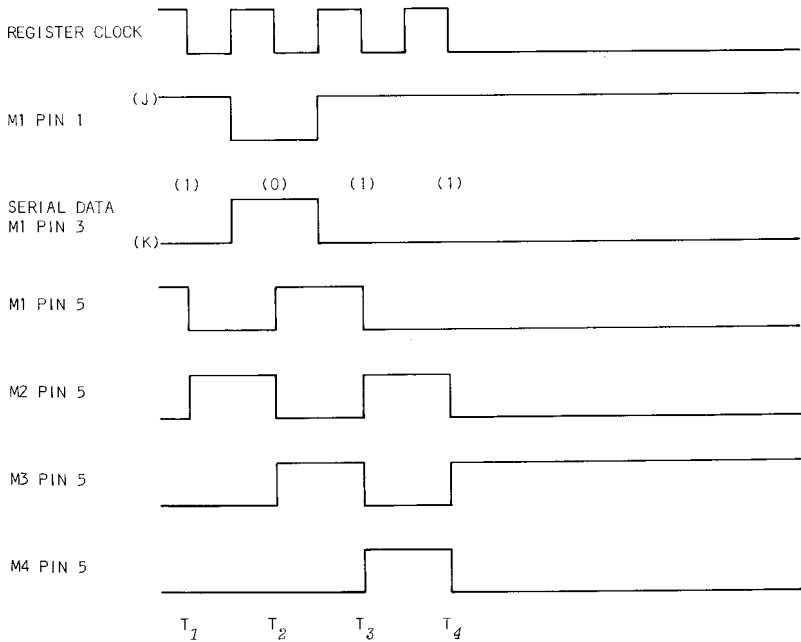 REGISTER CLOCK
(J)
M1 PIN 1
(1) (0) (1) (1)
SERIAL DATA
M1 PIN 3
(K)
M1 PIN 5
M2 PIN 5
M3 PIN 5
M4 PIN 5
T1 T2 T3 T4